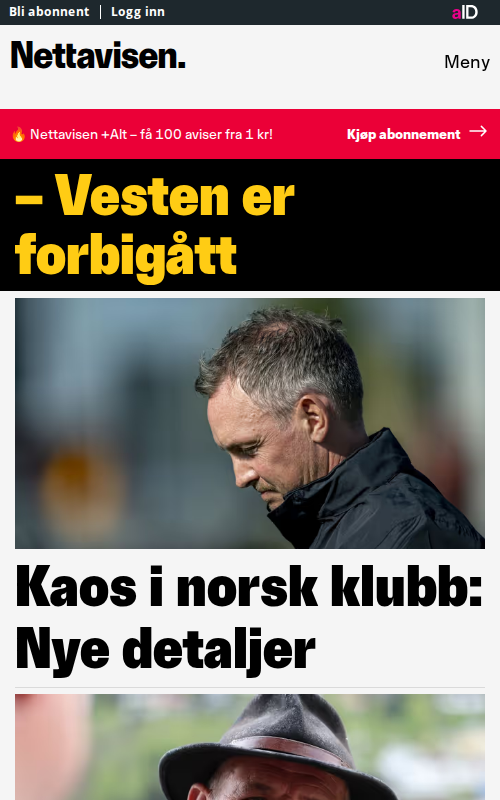 Bli abonnent | Logg inn
aID
Nettavisen.
Meny
🔥 Nettavisen +Alt – få 100 aviser fra 1 kr!
Kjøp abonnement →
– Vesten er
forbigått
Kaos i norsk klubb:
Nye detaljer